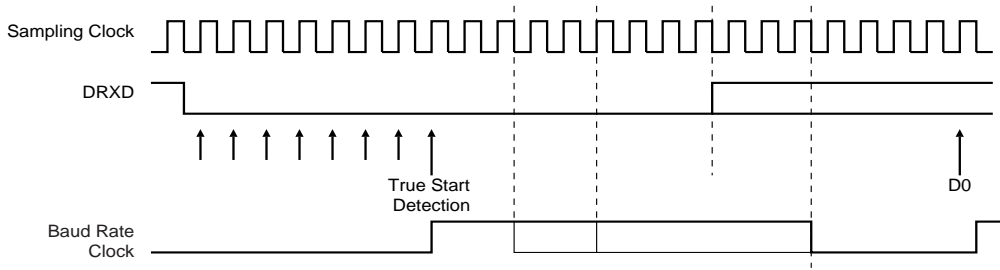 Sampling Clock
DRXD
True Start
Detection
D0
Baud Rate
Clock